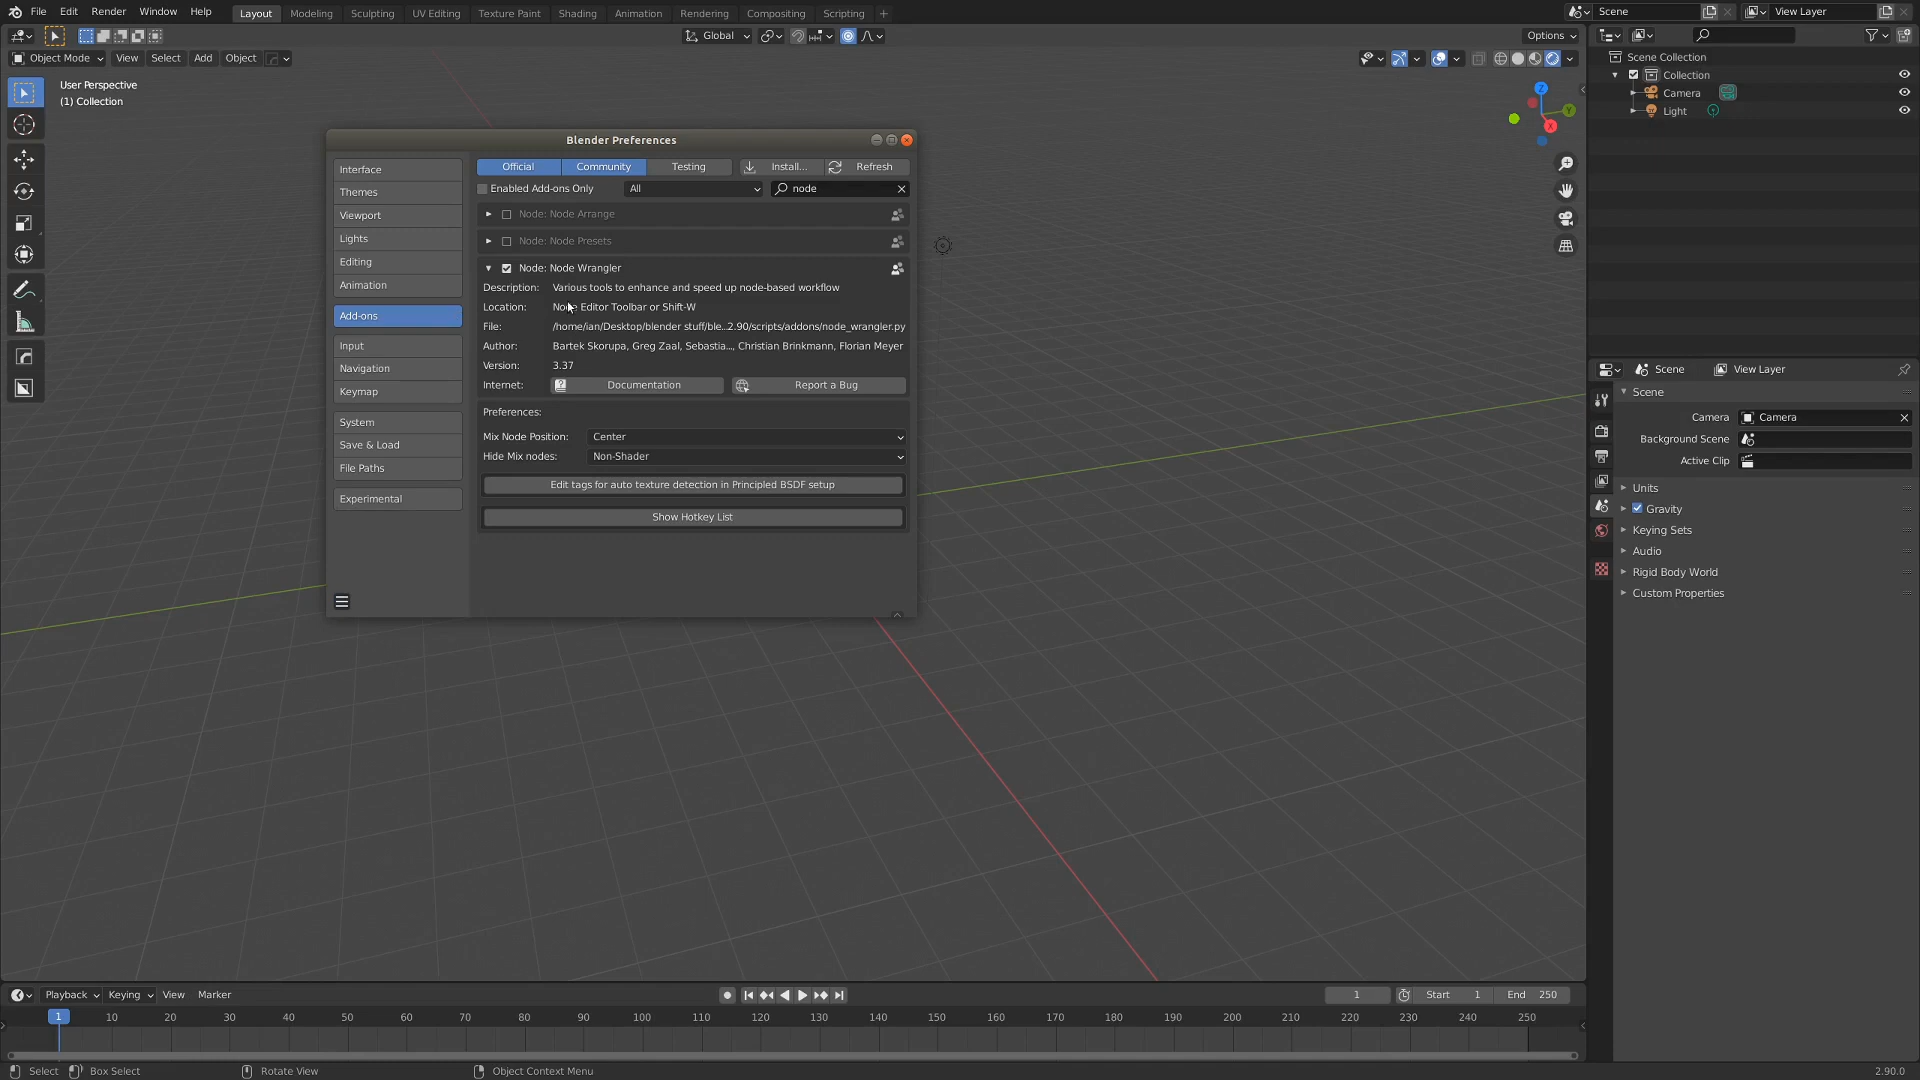 File Edit Render Window Help Layout Modeling Sculpting UV Editing Texture Paint Shading Animation Rendering Compositing Scripting + Scene View Layer
Global Options
Object Mode View Select Add Object
User Perspective
(1) Collection
Scene Collection
Collection
Camera
Light
Z
Y
X
Blender Preferences
Interface
Themes
Viewport
Lights
Editing
Animation
Add-ons
Input
Navigation
Keymap
System
Save & Load
File Paths
Experimental
Official Community Testing Install... Refresh
Enabled Add-ons Only All node
Node: Node Arrange
Node: Node Presets
Node: Node Wrangler
Description: Various tools to enhance and speed up node-based workflow
Location: Node Editor Toolbar or Shift-W
File: /home/ian/Desktop/blender stuff/ble...2.90/scripts/addons/node_wrangler.py
Author: Bartek Skorupa, Greg Zaal, Sebastia..., Christian Brinkmann, Florian Meyer
Version: 3.37
Internet: Documentation Report a Bug
Preferences:
Mix Node Position: Center
Hide Mix nodes: Non-Shader
Edit tags for auto texture detection in Principled BSDF setup
Show Hotkey List
Scene View Layer
Scene
Camera Camera
Background Scene
Active Clip
Units
Gravity
Keying Sets
Audio
Rigid Body World
Custom Properties
Playback Keying View Marker 1 Start 1 End 250
1 10 20 30 40 50 60 70 80 90 100 110 120 130 140 150 160 170 180 190 200 210 220 230 240 250
Select Box Select Rotate View Object Context Menu 2.90.0